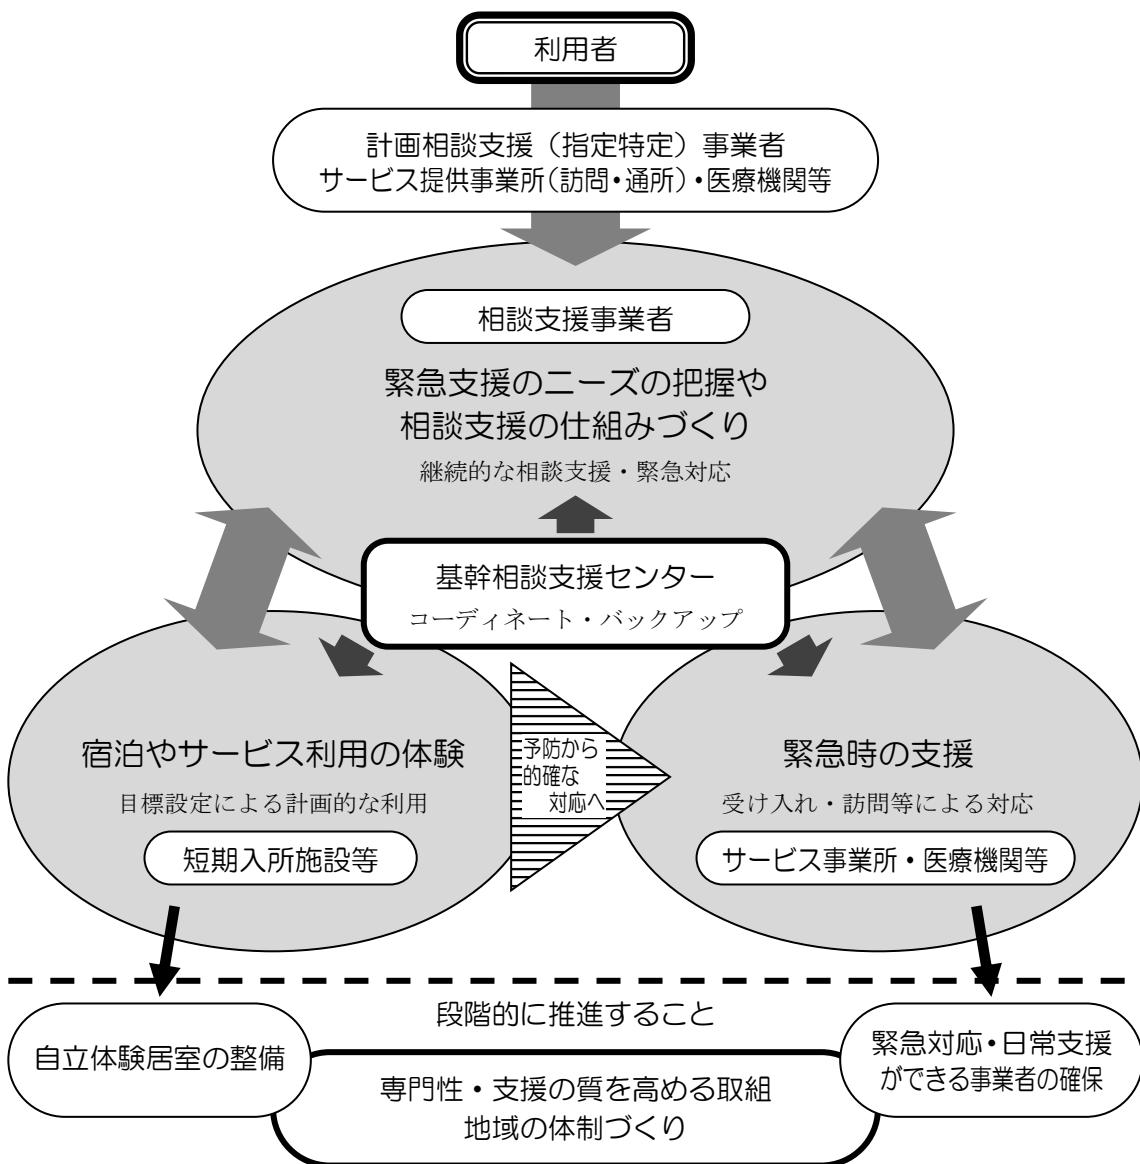 利用者
計画相談支援（指定特定）事業者
サービス提供事業所（訪問・通所）・医療機関等
相談支援事業者
緊急支援のニーズの把握や
相談支援の仕組みづくり
継続的な相談支援・緊急対応
基幹相談支援センター
コーディネート・バックアップ
宿泊やサービス利用の体験
目標設定による計画的な利用
短期入所施設等
予防から
的確な
対応へ
緊急時の支援
受け入れ・訪問等による対応
サービス事業所・医療機関等
段階的に推進すること
自立体験居室の整備
専門性・支援の質を高める取組
地域の体制づくり
緊急対応・日常支援
ができる事業者の確保